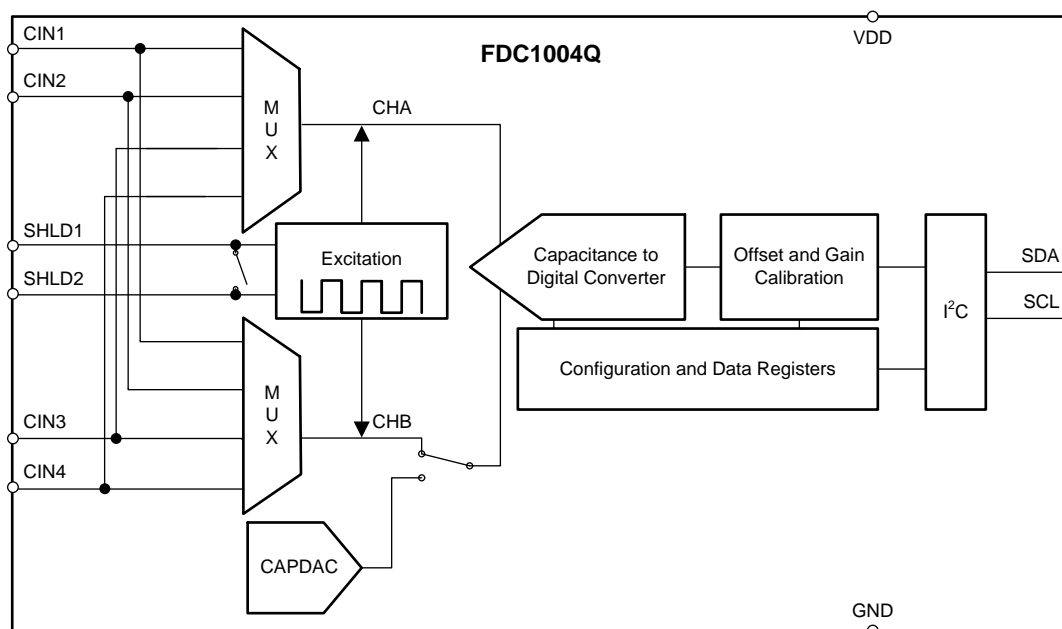 CIN1
CIN2
SHLD1
SHLD2
CIN3
CIN4
M
U
X
CHA
FDC1004Q
VDD
Excitation
M
U
X
CHB
CAPDAC
Capacitance to
Digital Converter
Offset and Gain
Calibration
Configuration and Data Registers
I²C
SDA
SCL
GND